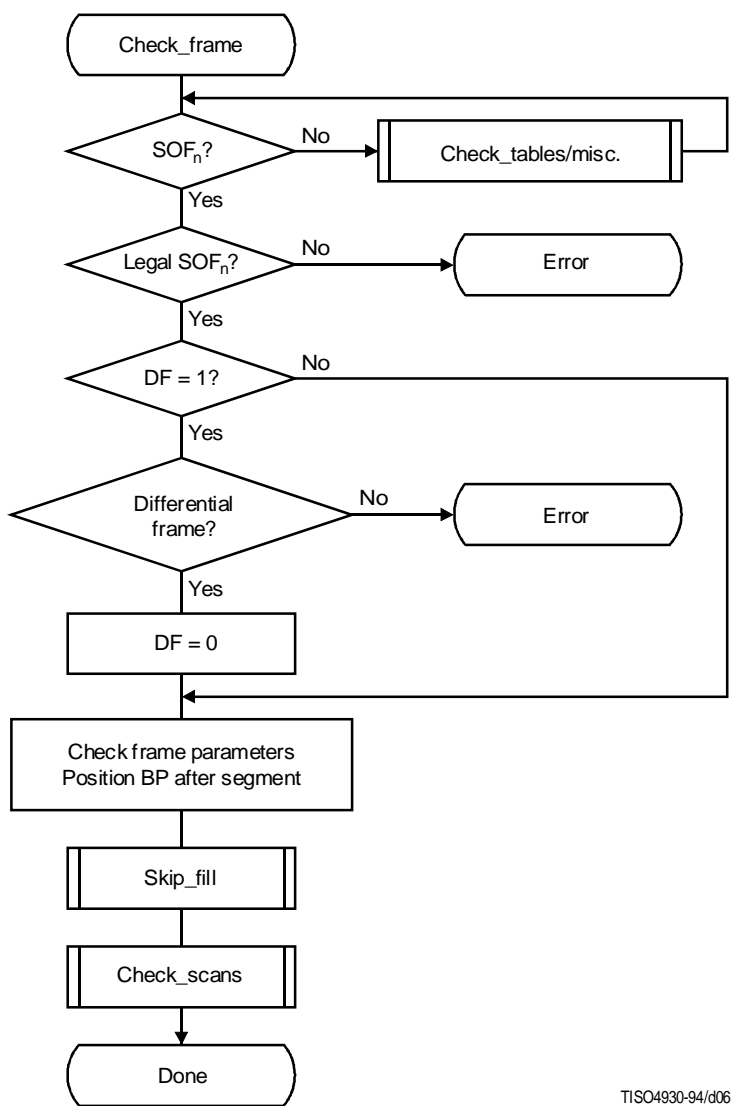 Check_frame
SOFn?
No
Check_tables/misc.
Yes
Legal SOFn?
No
Error
Yes
DF = 1?
No
Yes
Differential
frame?
No
Error
Yes
DF = 0
Check frame parameters
Position BP after segment
Skip_fill
Check_scans
Done
TISO4930-94/d06